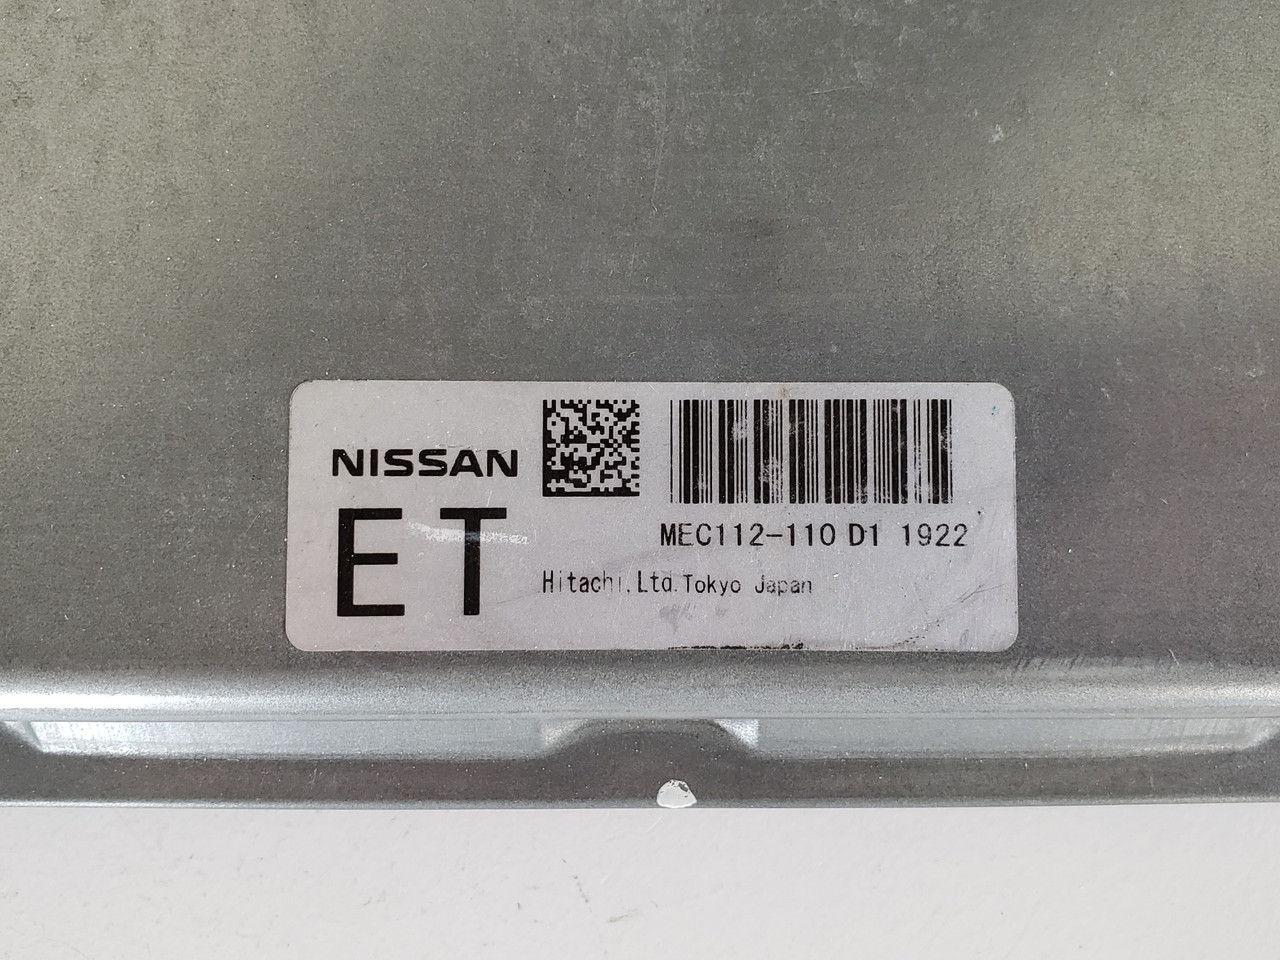 NISSAN
ET
MEC112-110 D1 1922
Hitachi,Ltd.Tokyo Japan